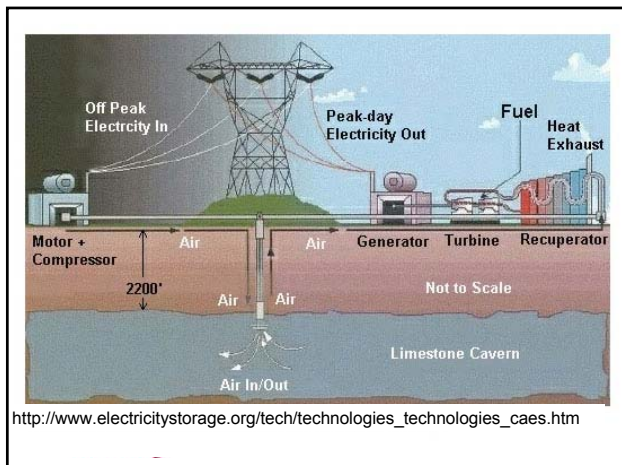 Off Peak
Electrcity In
Peak-day
Electricity Out
Fuel
Heat
Exhaust
Motor +
Compressor
Air
Air
Generator
Turbine
Recuperator
2200'
Air
Air
Not to Scale
Limestone Cavern
Air In/Out
http://www.electricitystorage.org/tech/technologies_technologies_caes.htm